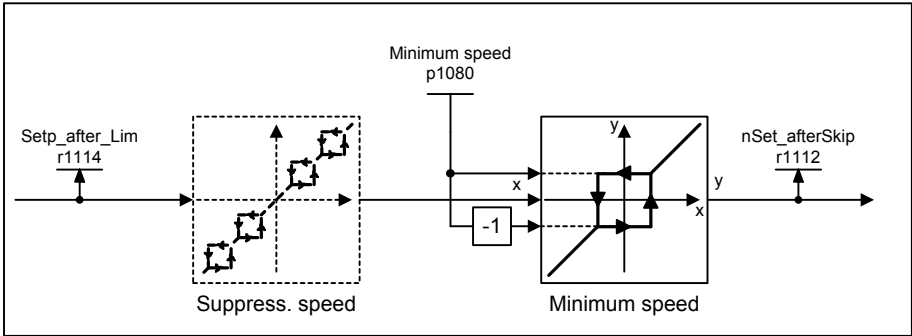 Minimum speed
p1080
Setp_after_Lim
r1114
nSet_afterSkip
r1112
y
x
y
x
-1
Suppress. speed
Minimum speed